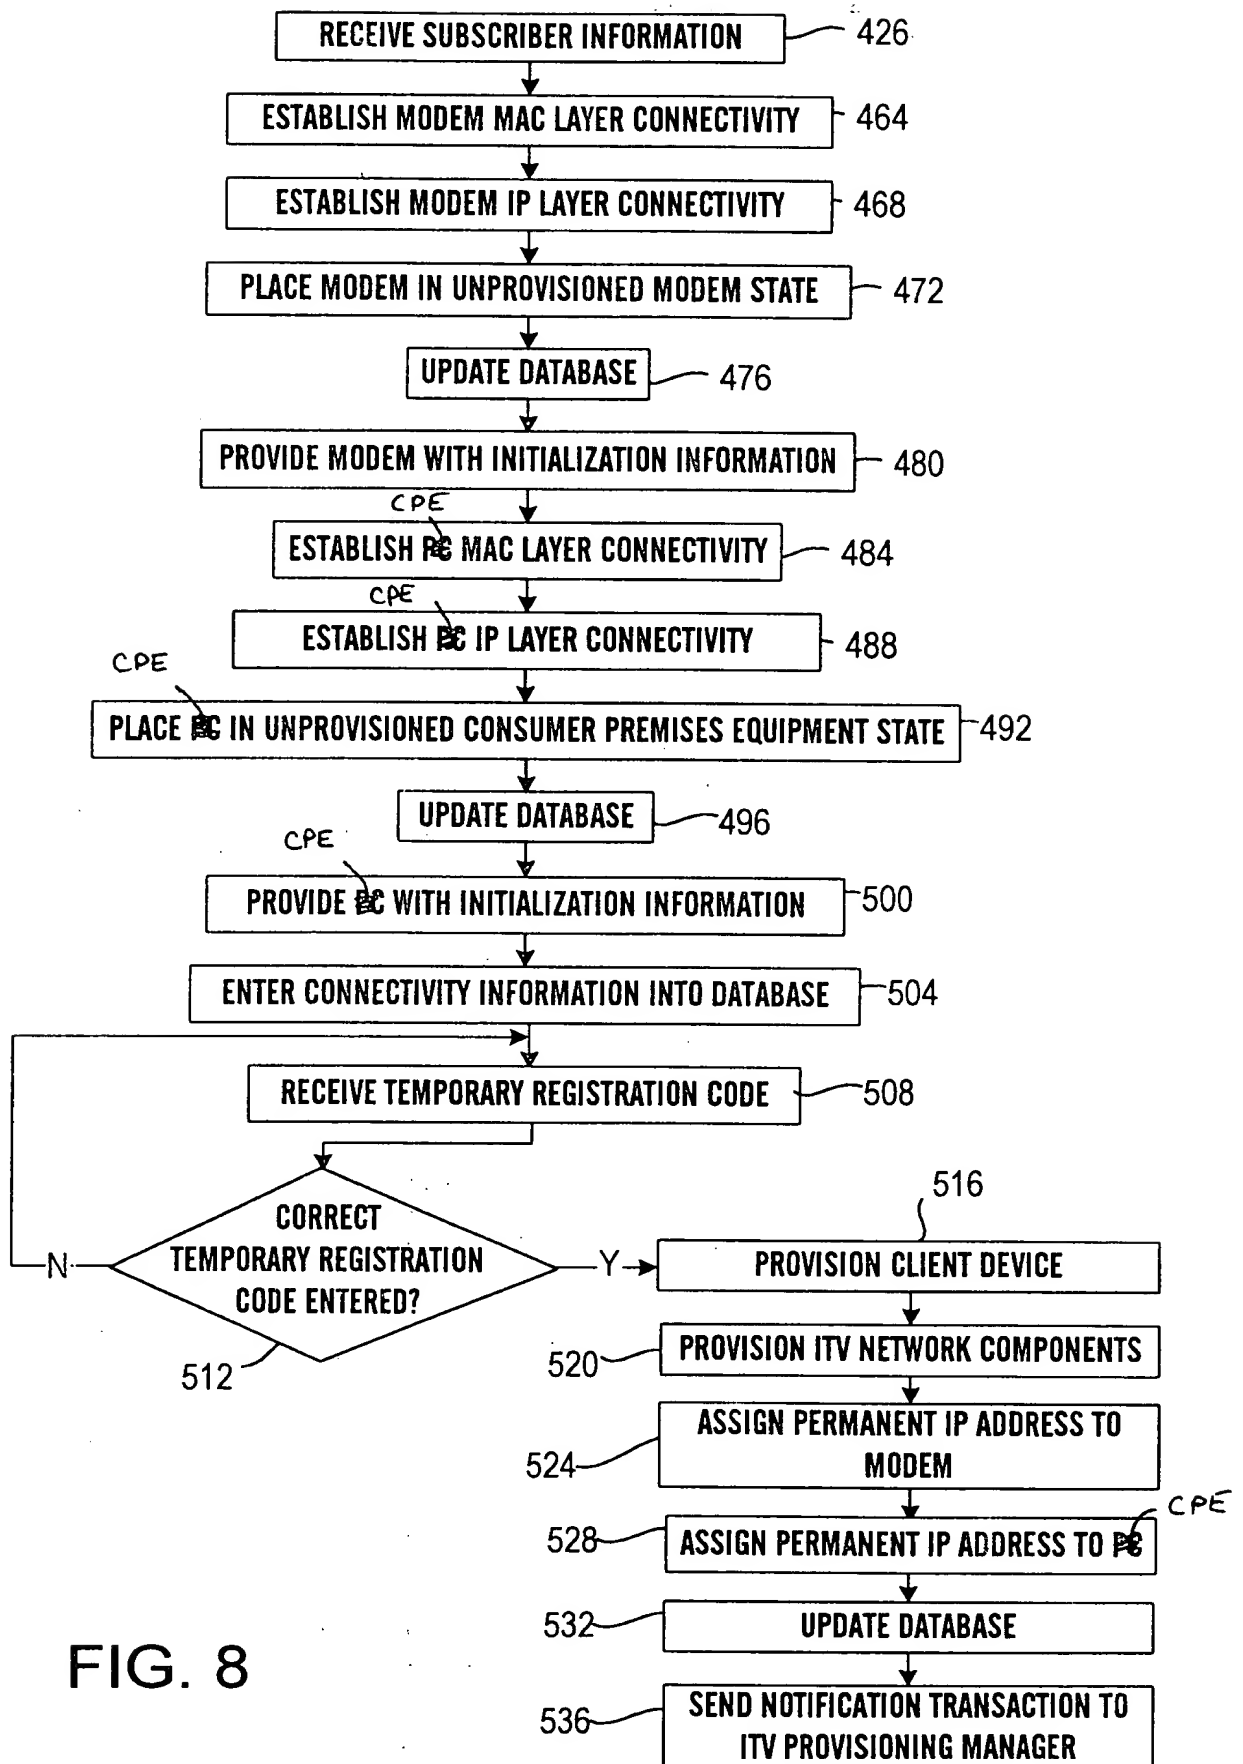 RECEIVE SUBSCRIBER INFORMATION 426
ESTABLISH MODEM MAC LAYER CONNECTIVITY 464
ESTABLISH MODEM IP LAYER CONNECTIVITY 468
PLACE MODEM IN UNPROVISIONED MODEM STATE 472
UPDATE DATABASE 476
PROVIDE MODEM WITH INITIALIZATION INFORMATION 480
CPE
ESTABLISH PC MAC LAYER CONNECTIVITY 484
CPE
ESTABLISH PC IP LAYER CONNECTIVITY 488
CPE
PLACE PC IN UNPROVISIONED CONSUMER PREMISES EQUIPMENT STATE 492
UPDATE DATABASE 496
CPE
PROVIDE PC WITH INITIALIZATION INFORMATION 500
ENTER CONNECTIVITY INFORMATION INTO DATABASE 504
RECEIVE TEMPORARY REGISTRATION CODE 508
CORRECT
TEMPORARY REGISTRATION
CODE ENTERED?
512
N
Y
516
PROVISION CLIENT DEVICE
520 PROVISION ITV NETWORK COMPONENTS
ASSIGN PERMANENT IP ADDRESS TO
MODEM
524
CPE
528 ASSIGN PERMANENT IP ADDRESS TO PC
532 UPDATE DATABASE
SEND NOTIFICATION TRANSACTION TO
ITV PROVISIONING MANAGER
536
FIG. 8